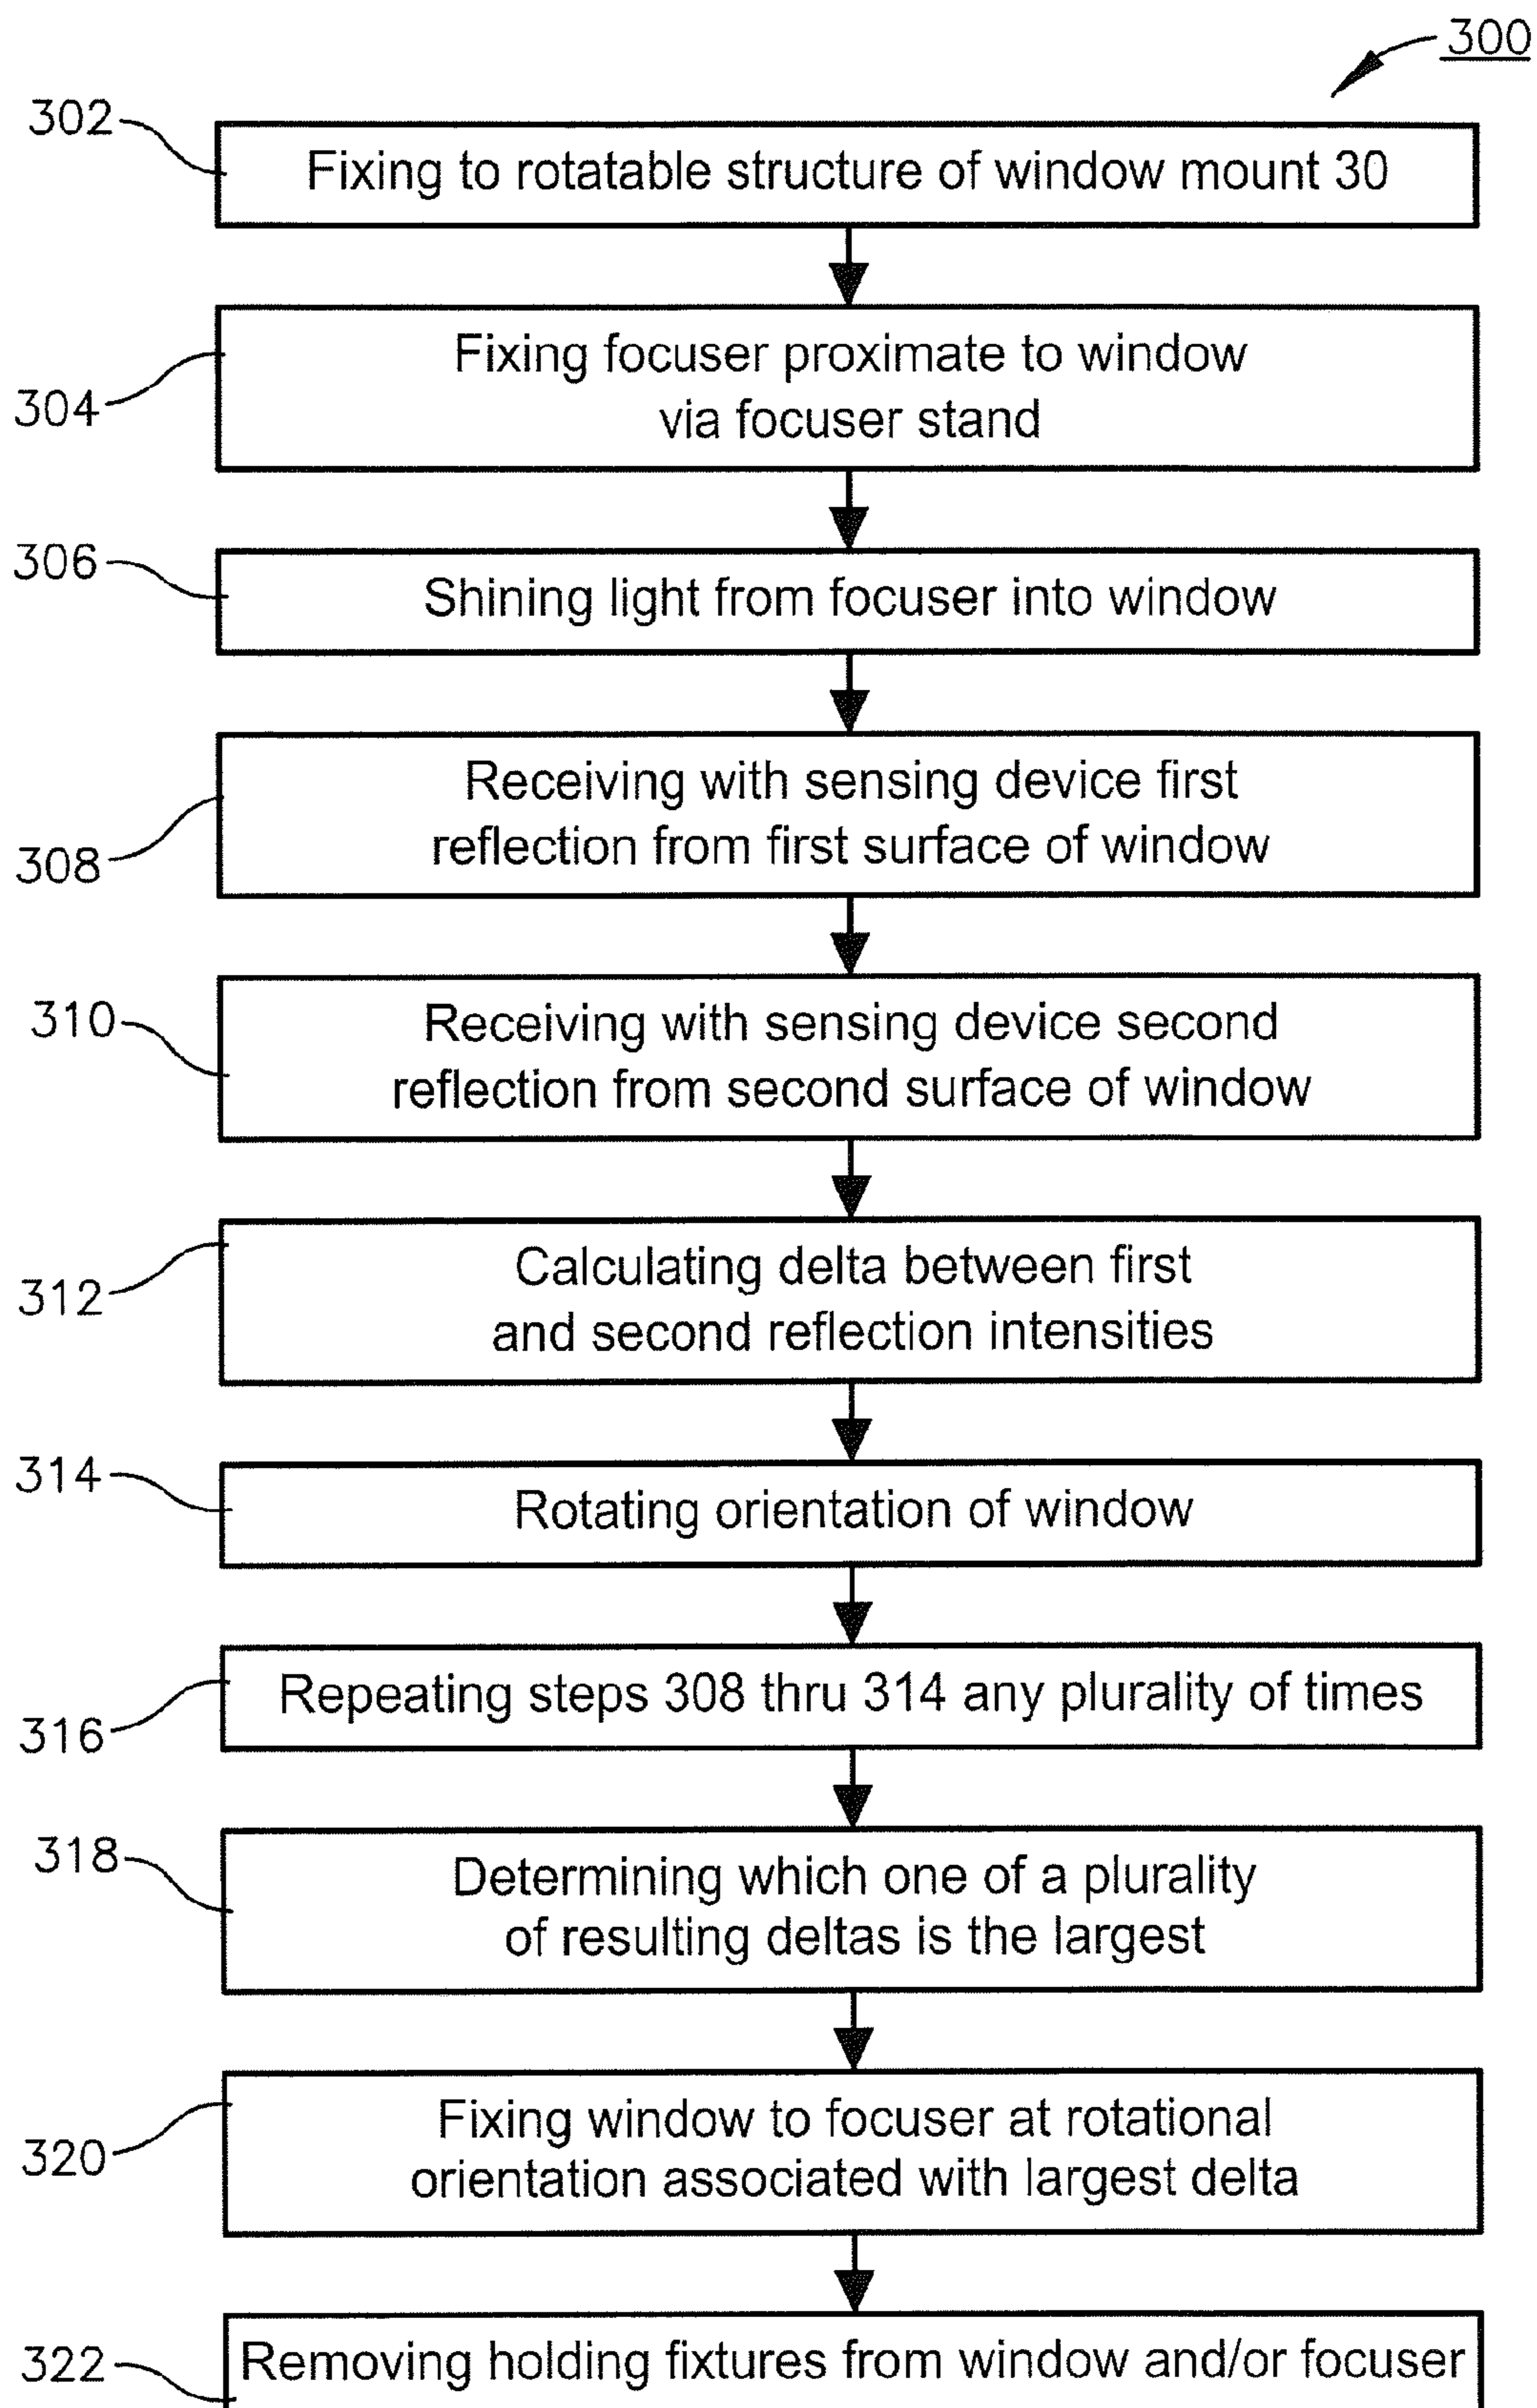 300
302
Fixing to rotatable structure of window mount 30
304
Fixing focuser proximate to window
via focuser stand
306
Shining light from focuser into window
308
Receiving with sensing device first
reflection from first surface of window
310
Receiving with sensing device second
reflection from second surface of window
312
Calculating delta between first
and second reflection intensities
314
Rotating orientation of window
316
Repeating steps 308 thru 314 any plurality of times
318
Determining which one of a plurality
of resulting deltas is the largest
320
Fixing window to focuser at rotational
orientation associated with largest delta
322
Removing holding fixtures from window and/or focuser